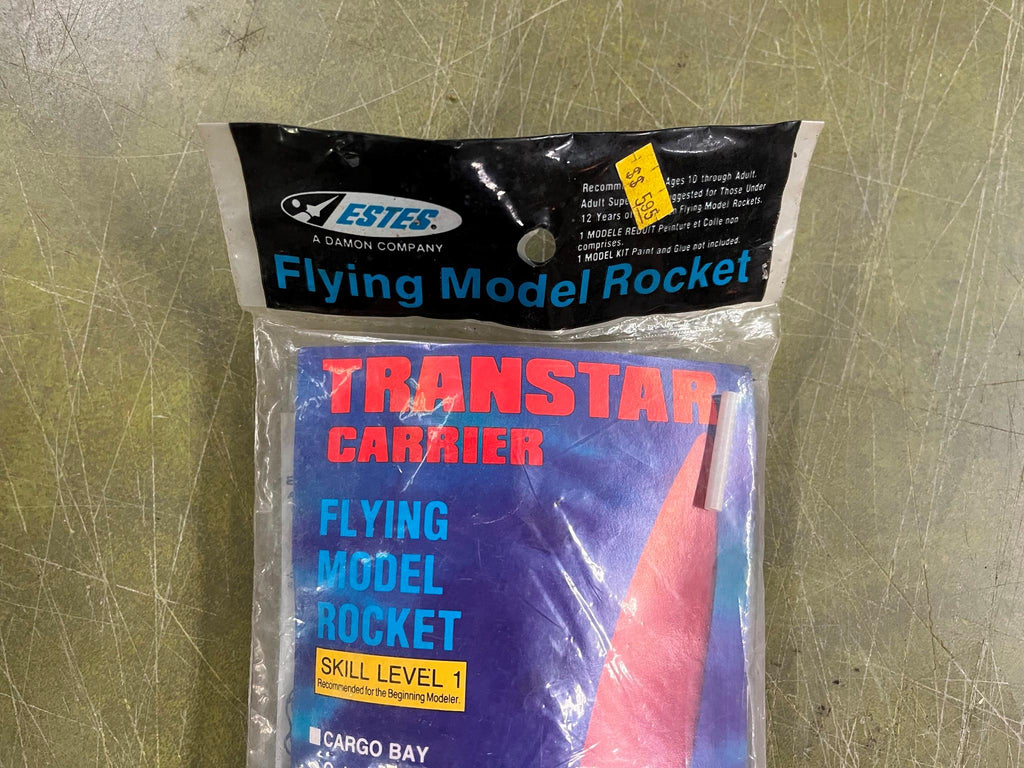 ESTES
A DAMON COMPANY
Recomm Ages 10 through Adult.
Adult Supe ggested for Those Under
12 Years o Flying Model Rockets.
1 MODELE REDUIT Peinture et Colle non
comprises.
1 MODEL KIT Paint and Glue not included.
$$ 595
Flying Model Rocket
TRANSTAR
CARRIER
FLYING
MODEL
ROCKET
SKILL LEVEL 1
Recommended for the Beginning Modeler.
CARGO BAY